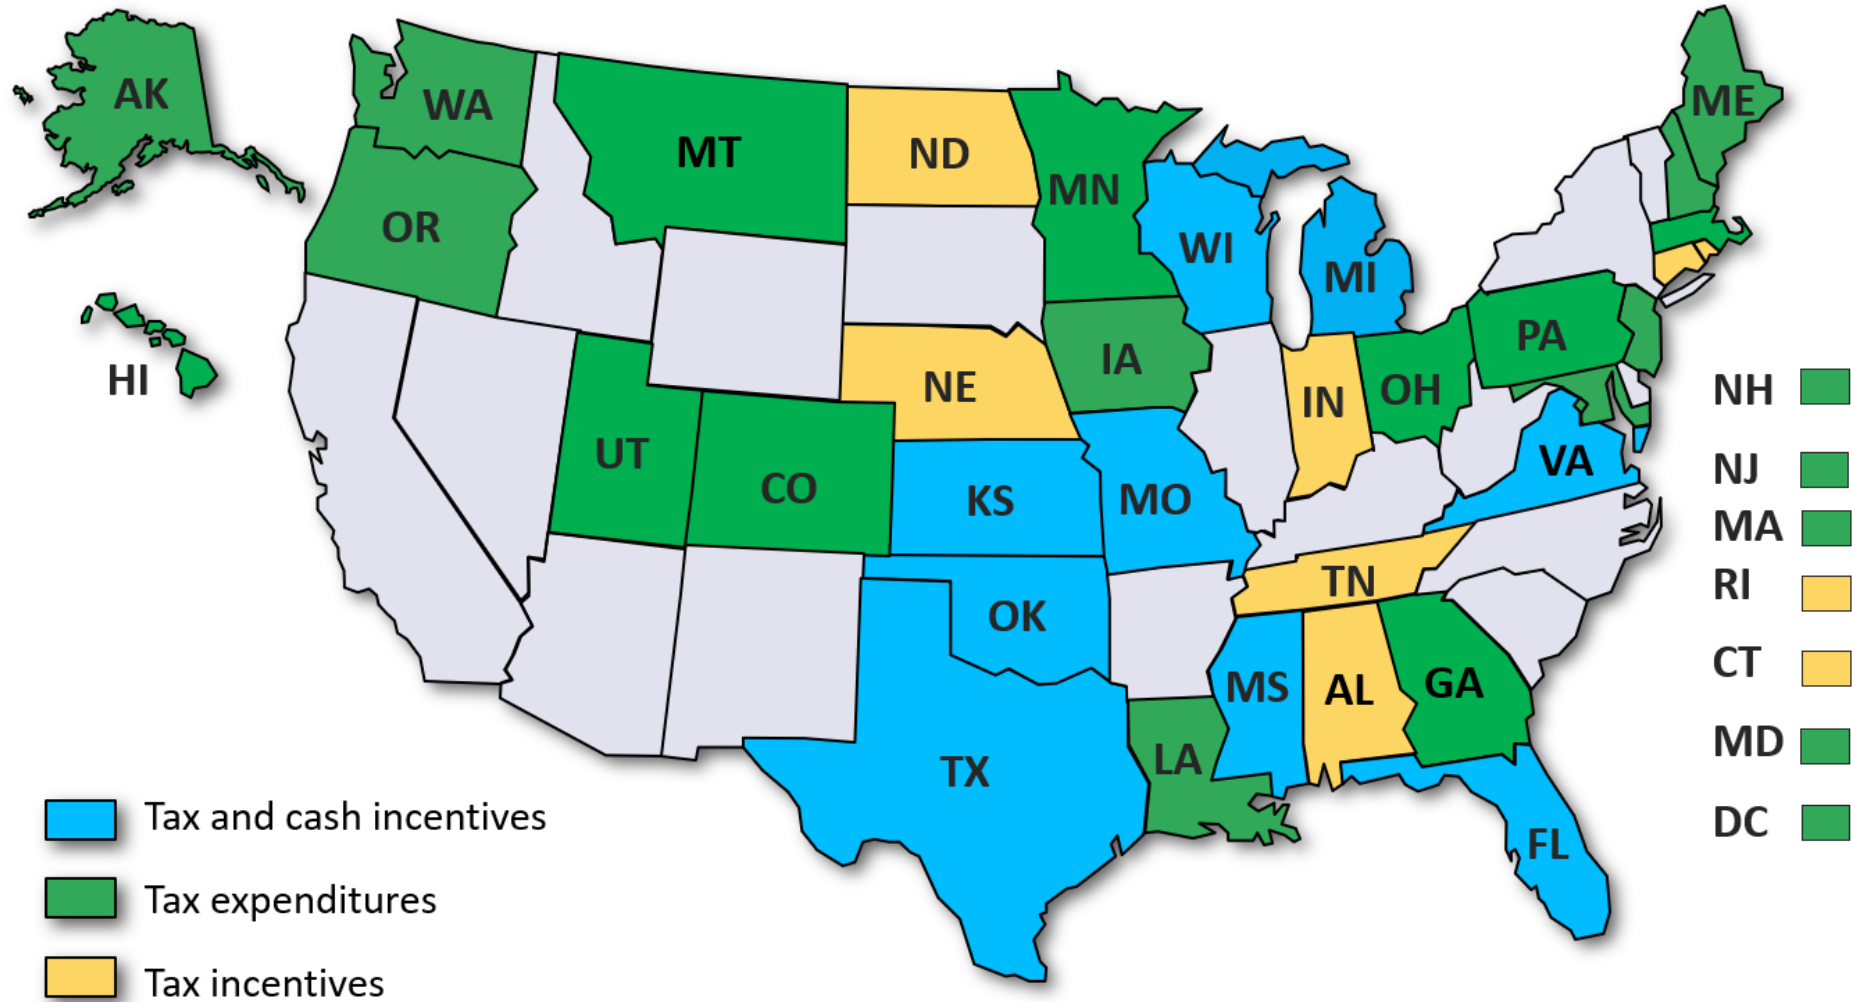 AK
WA
ME
MT
ND
MN
OR
WI
MI
PA
IA
HI
NE
IN
OH
NH
UT
CO
KS
MO
VA
NJ
MA
TN
RI
OK
CT
MS
AL
GA
MD
TX
LA
DC
FL
Tax and cash incentives
Tax expenditures
Tax incentives